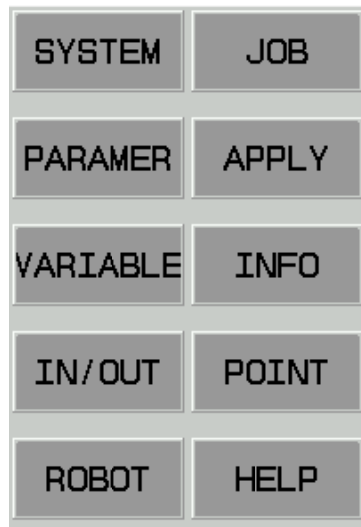 SYSTEM JOB
PARAMER APPLY
VARIABLE INFO
IN/OUT POINT
ROBOT HELP